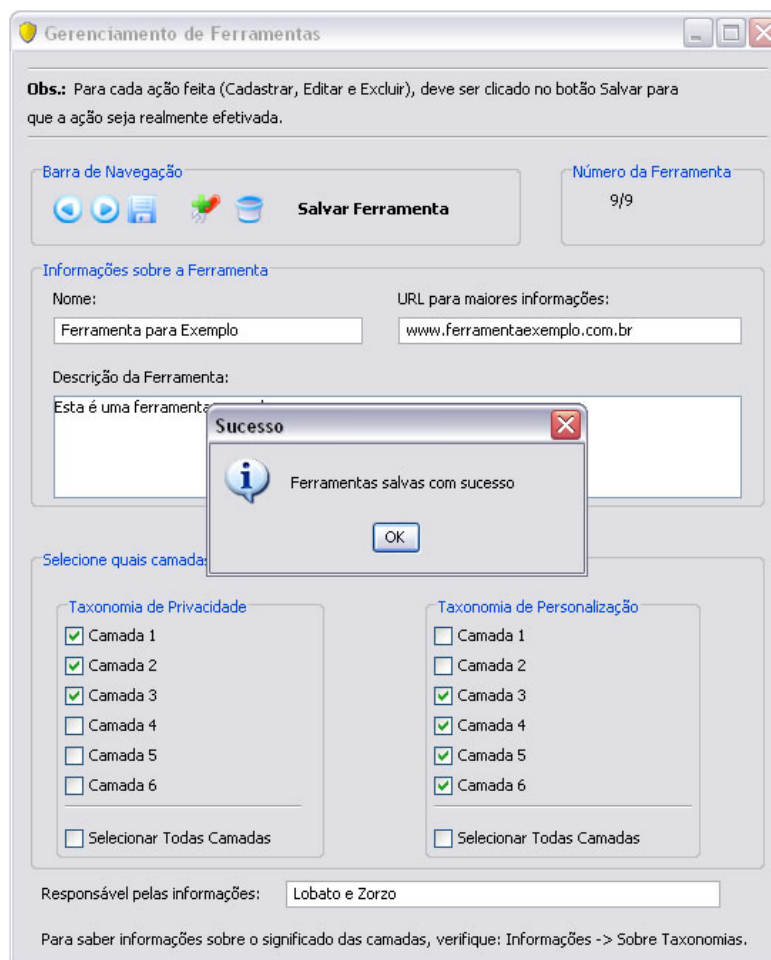 Gerenciamento de Ferramentas
Obs.: Para cada ação feita (Cadastrar, Editar e Excluir), deve ser clicado no botão Salvar para
que a ação seja realmente efetivada.
Barra de Navegação
Salvar Ferramenta
Número da Ferramenta
9/9
Informações sobre a Ferramenta
Nome:
URL para maiores informações:
Ferramenta para Exemplo
www.ferramentaexemplo.com.br
Descrição da Ferramenta:
Esta é uma ferramenta
Sucesso
Ferramentas salvas com sucesso
OK
Selecione quais camadas
Taxonomia de Privacidade
Camada 1
Camada 2
Camada 3
Camada 4
Camada 5
Camada 6
Selecionar Todas Camadas
Taxonomia de Personalização
Camada 1
Camada 2
Camada 3
Camada 4
Camada 5
Camada 6
Selecionar Todas Camadas
Responsável pelas informações:
Lobato e Zorzo
Para saber informações sobre o significado das camadas, verifique: Informações -> Sobre Taxonomias.